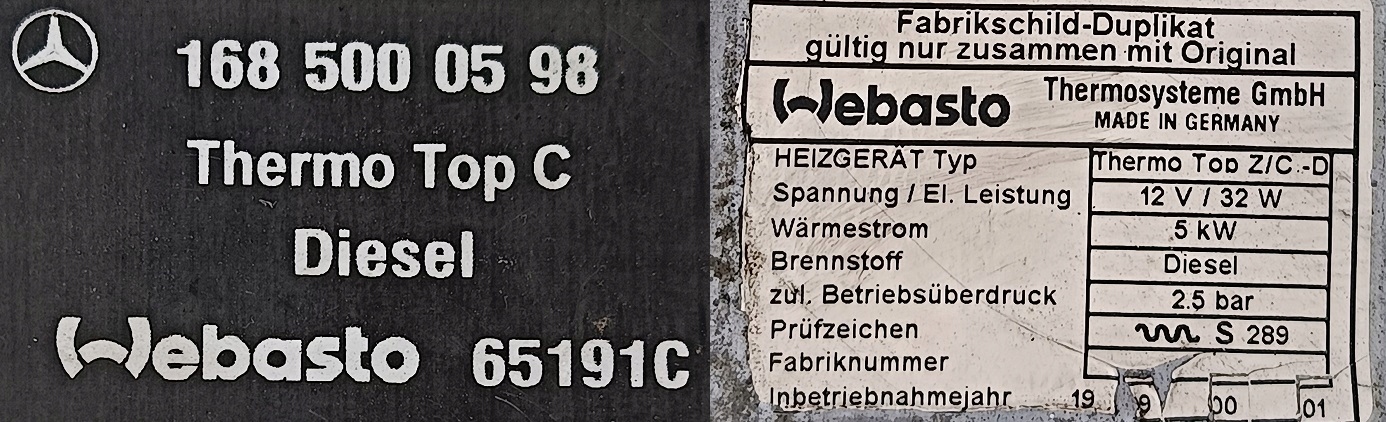 168 500 05 98
Thermo Top C
Diesel
Webasto 65191C
Fabrikschild-Duplikat
gültig nur zusammen mit Original
Webasto Thermosysteme GmbH
MADE IN GERMANY
HEIZGERÄT Typ Thermo Top Z/C.-D
Spannung / El. Leistung 12 V / 32 W
Wärmestrom 5 kW
Brennstoff Diesel
zul. Betriebsüberdruck 2.5 bar
Prüfzeichen S 289
Fabriknummer
Inbetriebnahmejahr 19 00 01